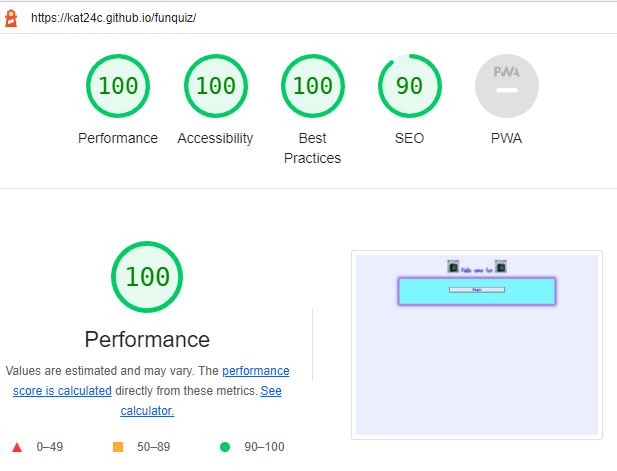 https://kat24c.github.io/funquiz/
100
100
100
90
PWA
Performance
Accessibility
Best
Practices
SEO
PWA
100
Performance
Values are estimated and may vary. The performance
score is calculated directly from these metrics. See
calculator.
0–49
50–89
90–100